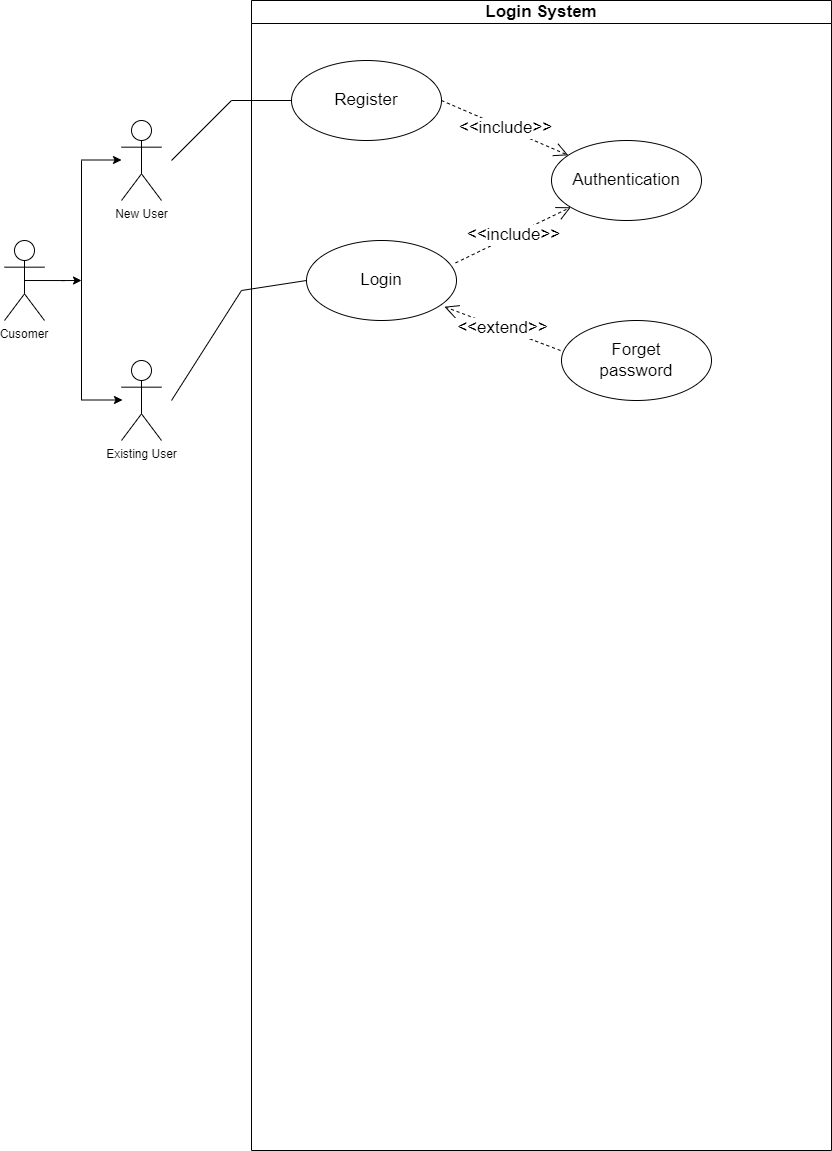 Login System
Register
<<include>>
Authentication
New User
<<include>>
Login
Cusomer
<<extend>>
Forget
password
Existing User